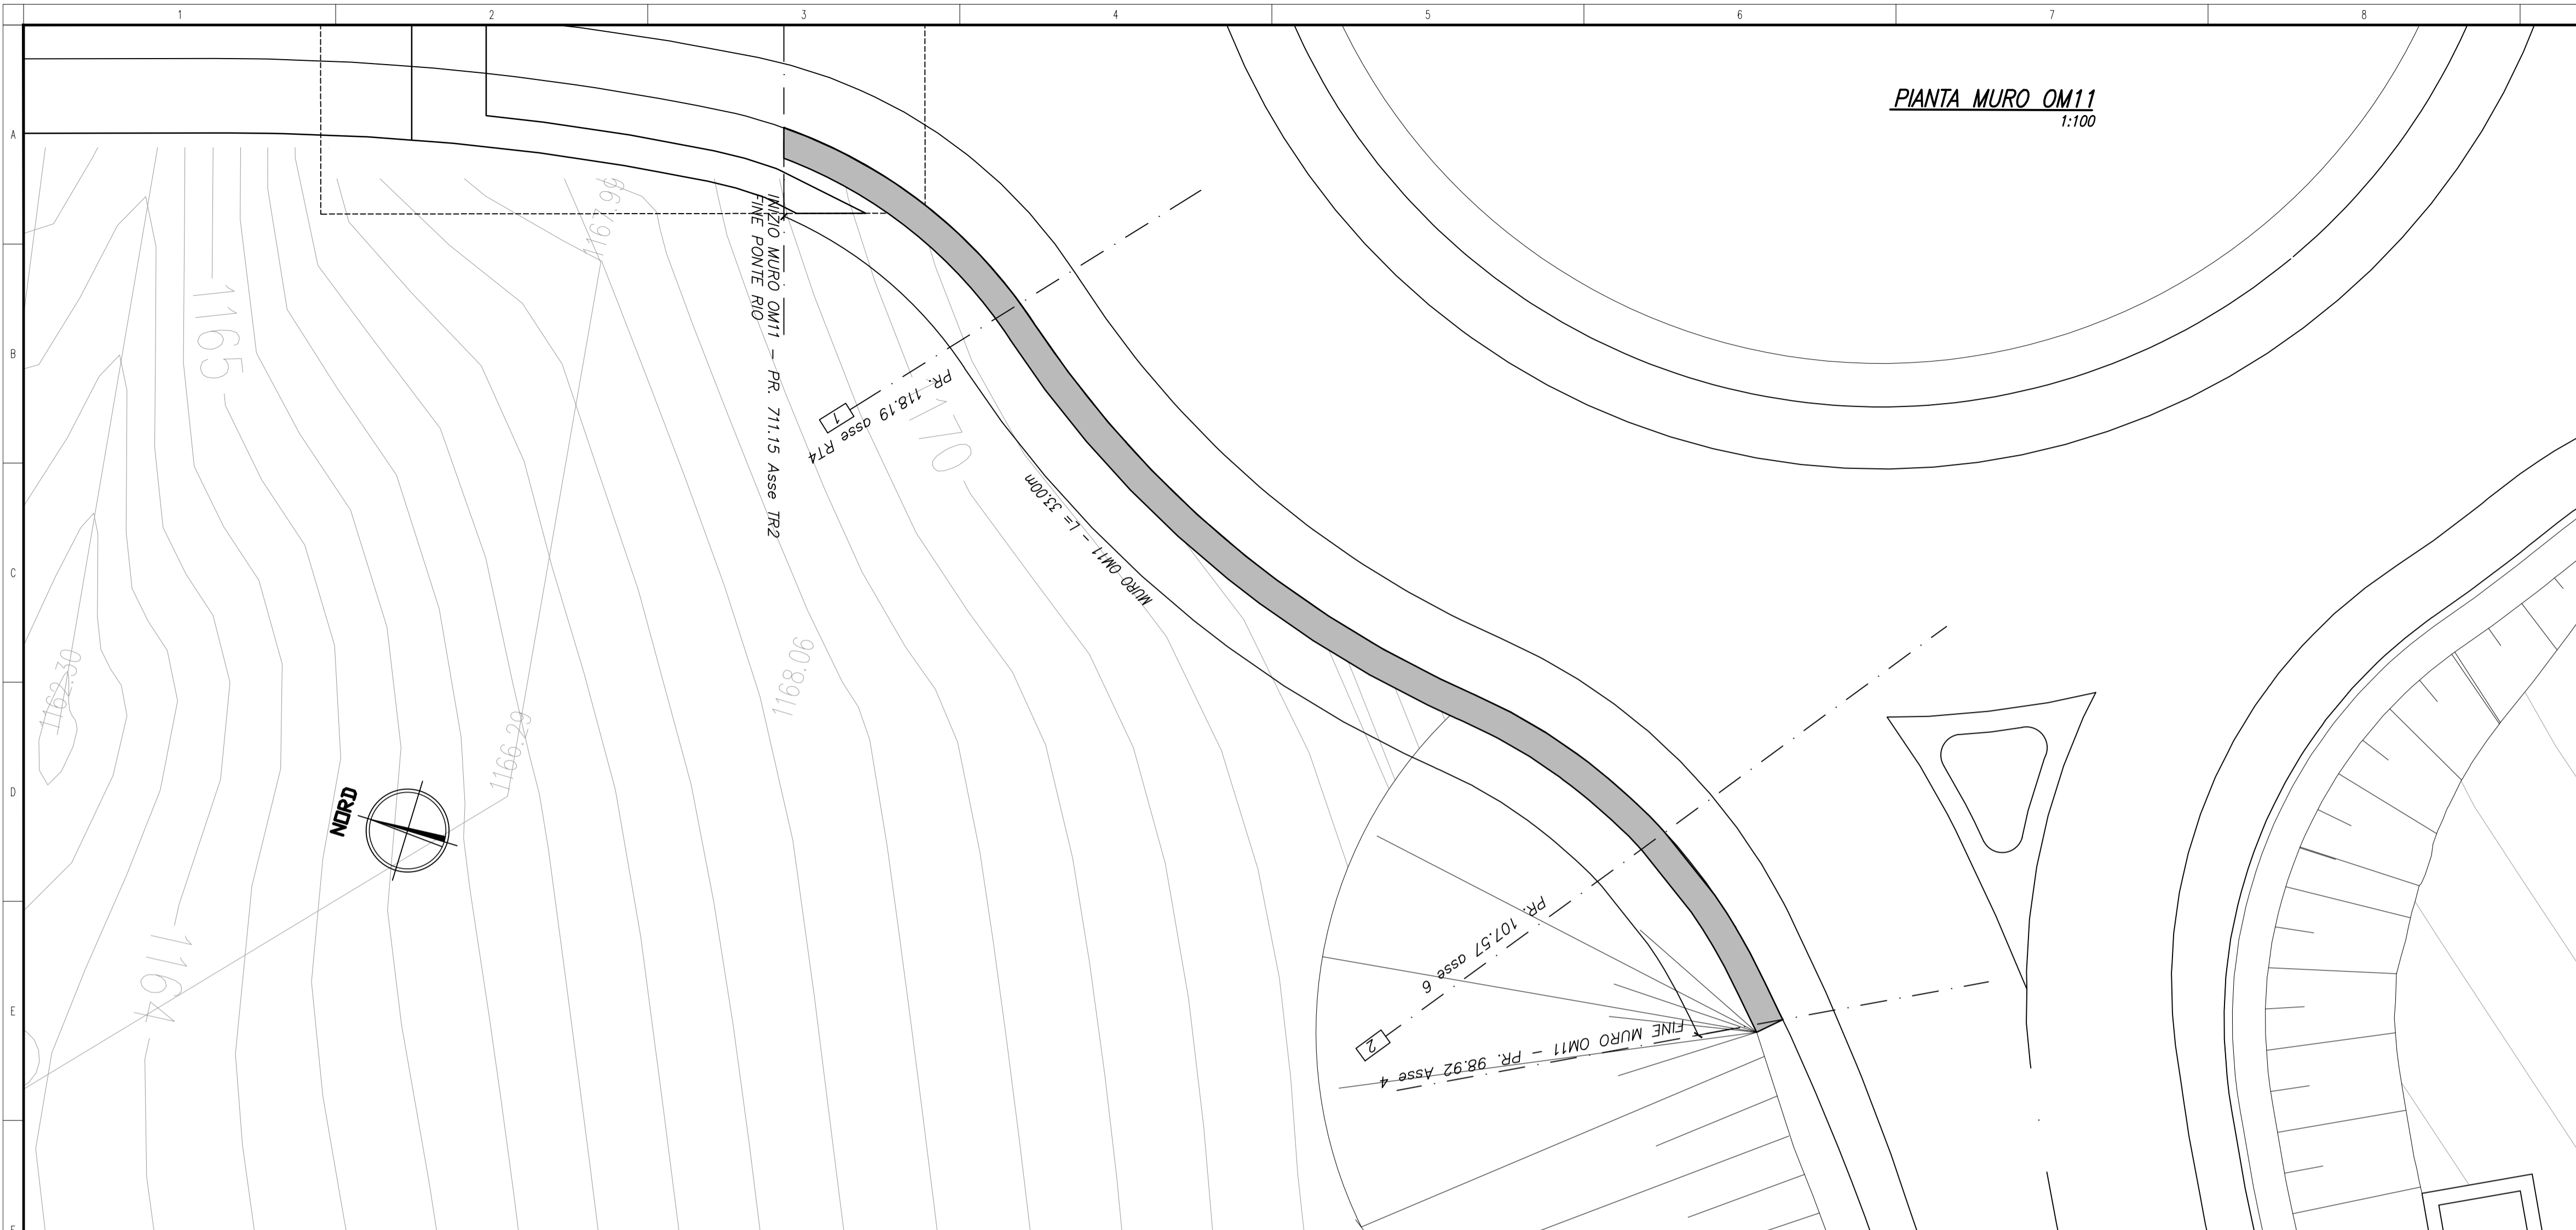 1
2
3
4
5
6
7
8
A
B
C
D
E
F
PIANTA MURO OM11
1:100
1167.99
INIZIO MURO OM11 - PR. 711.15 Asse TR2
FINE PONTE RIO
1165
1
PR. 118.19 asse RT4
1170
MURO OM11 - L= 33.00m
1162.30
1168.06
1166.29
NORD
1164
PR. 107.57 asse 6
2
FINE MURO OM11 - PR. 98.92 Asse 4